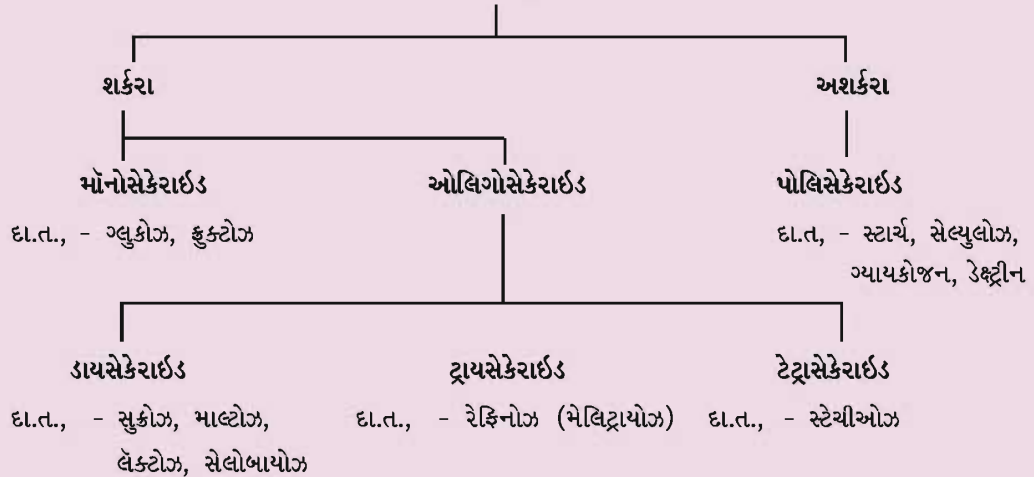 શર્કરા અશર્કરા
મૉનોસેકેરાઇડ ઓલિગોસેકેરાઇડ પોલિસેકેરાઇડ
દા.ત., - ગ્લુકોઝ, ફ્રુક્ટોઝ દા.ત, - સ્ટાર્ચ, સેલ્યુલોઝ,
ગ્યાયકોજન, ડેક્ષ્ટ્રીન
ડાયસેકેરાઇડ ટ્રાયસેકેરાઇડ ટેટ્રાસેકેરાઇડ
દા.ત., - સુક્રોઝ, માલ્ટોઝ, દા.ત., - રેફિનોઝ (મેલિટ્રાયોઝ) દા.ત., - સ્ટેચીઓઝ
લૅક્ટોઝ, સેલોબાયોઝ